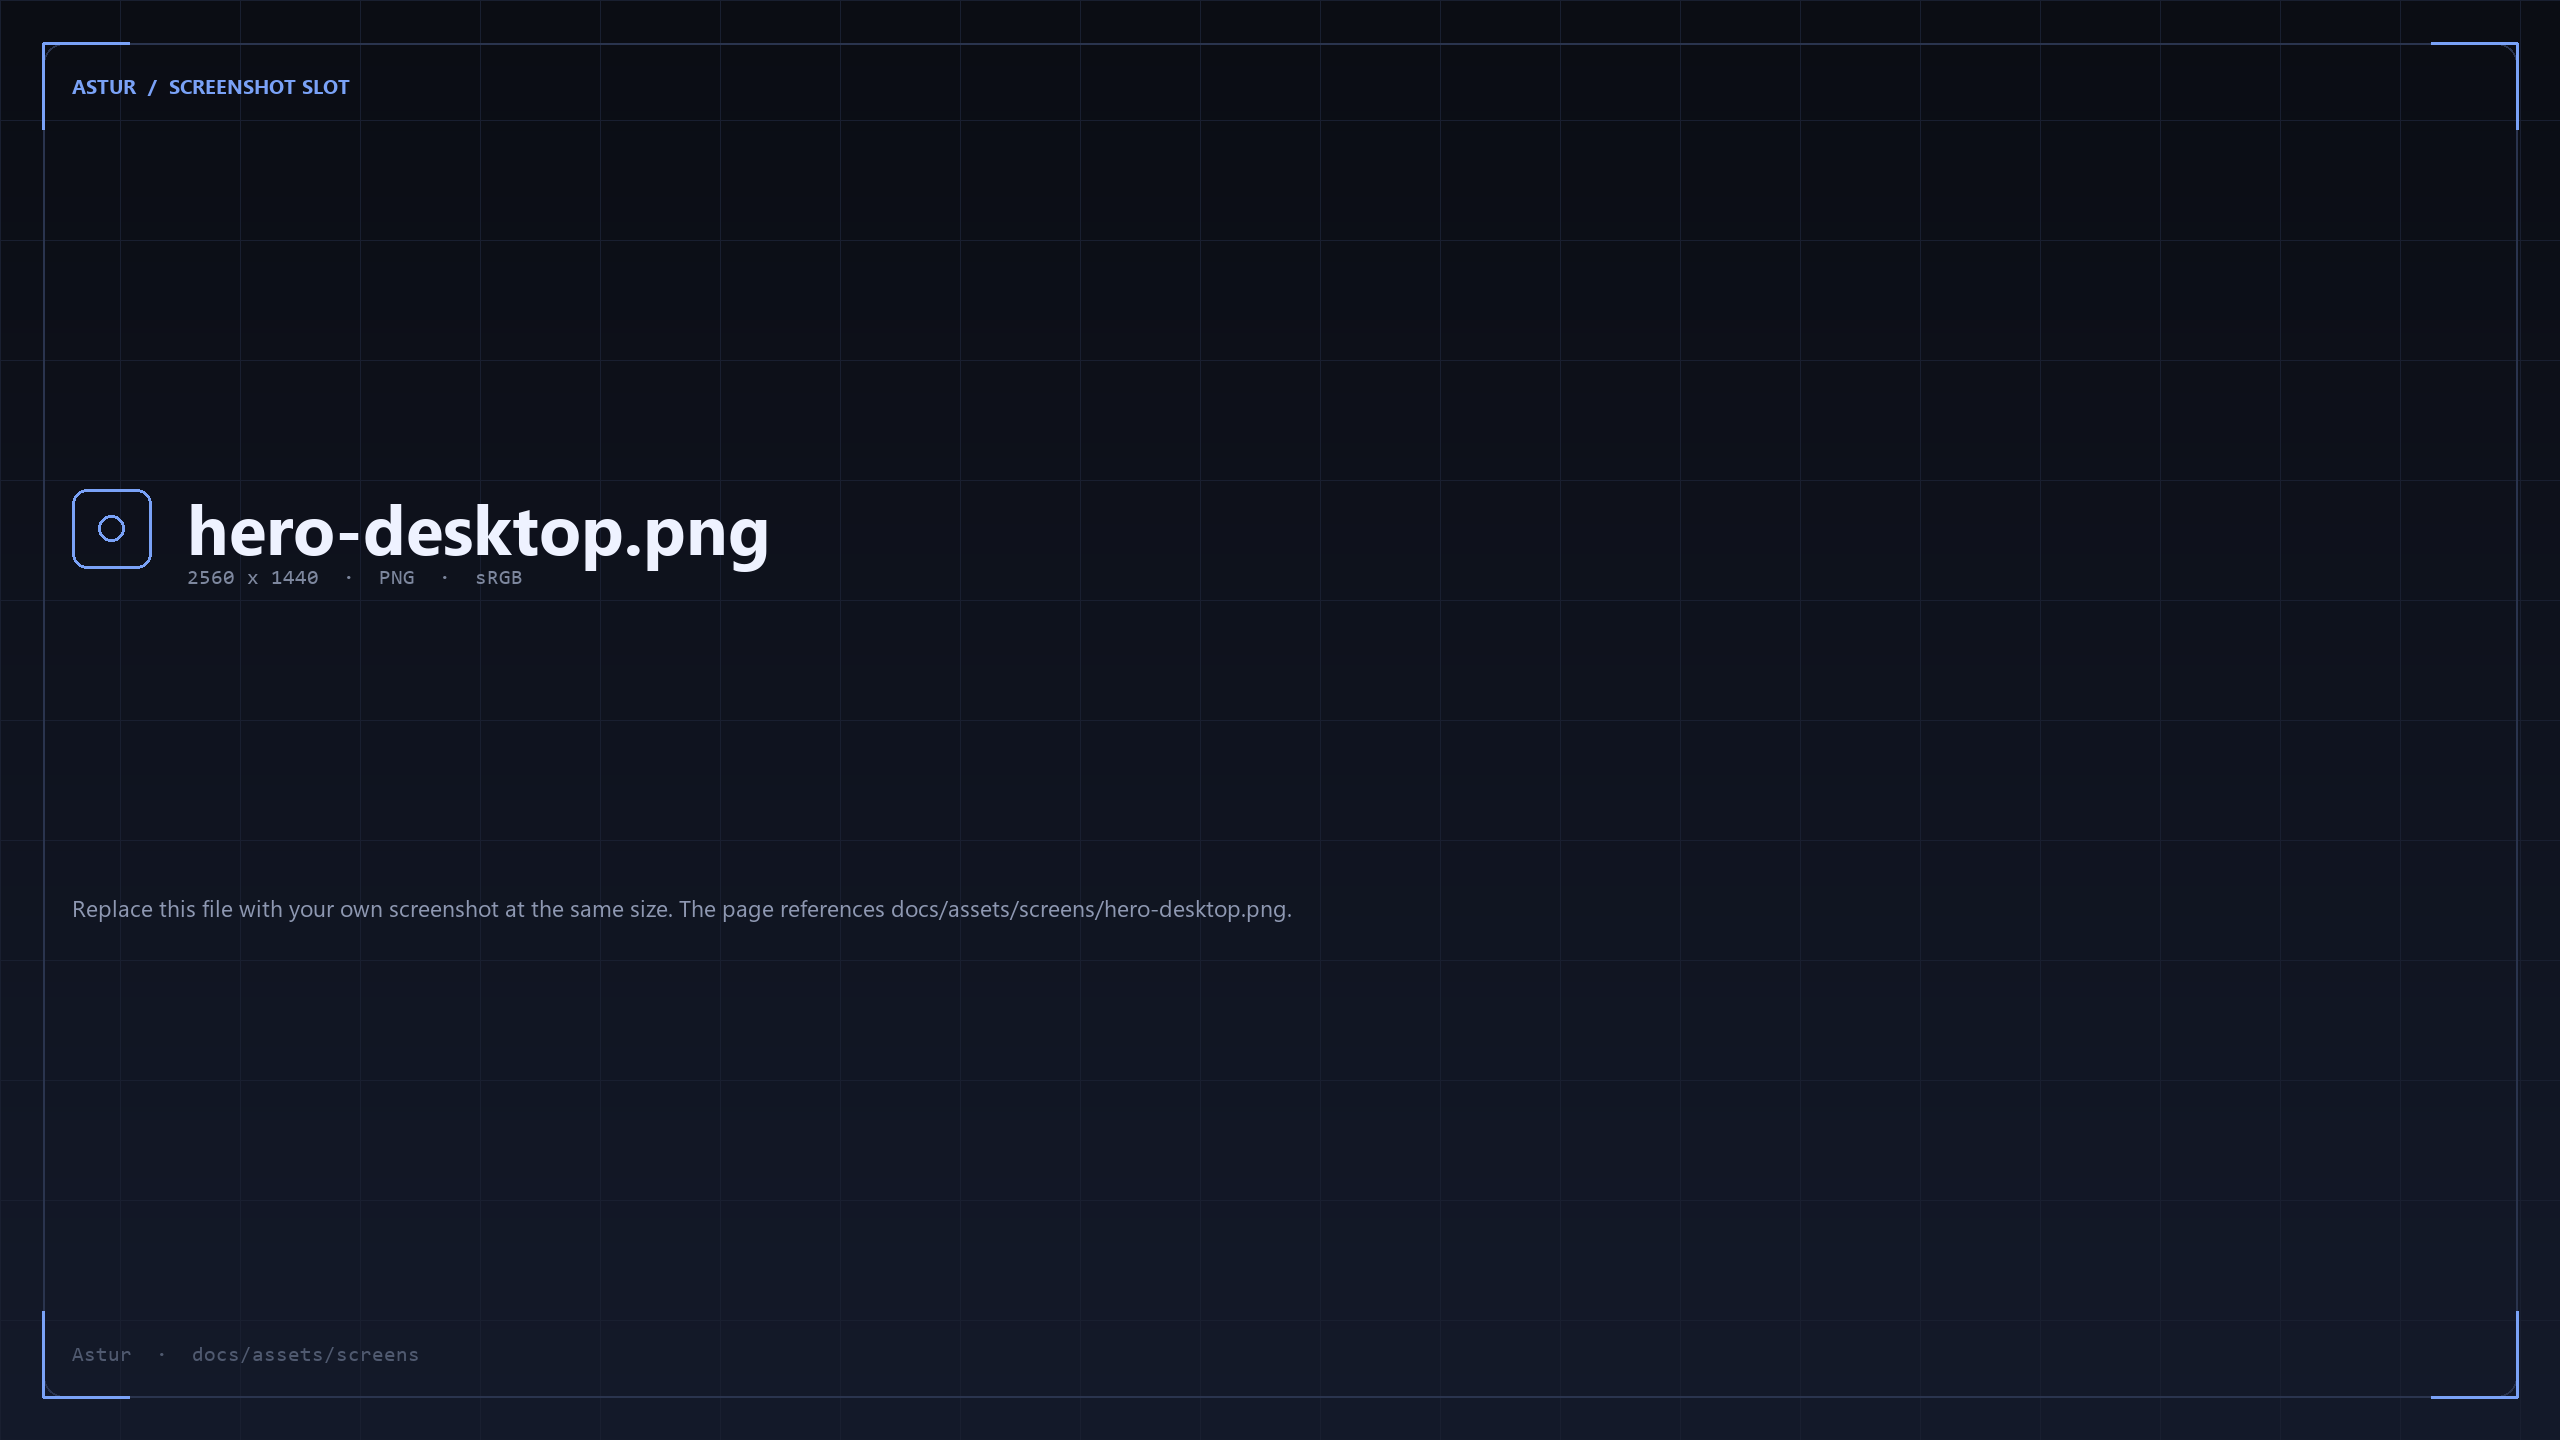 ASTUR / SCREENSHOT SLOT
hero-desktop.png
2560 x 1440 · PNG · sRGB
Replace this file with your own screenshot at the same size. The page references docs/assets/screens/hero-desktop.png.
Astur · docs/assets/screens